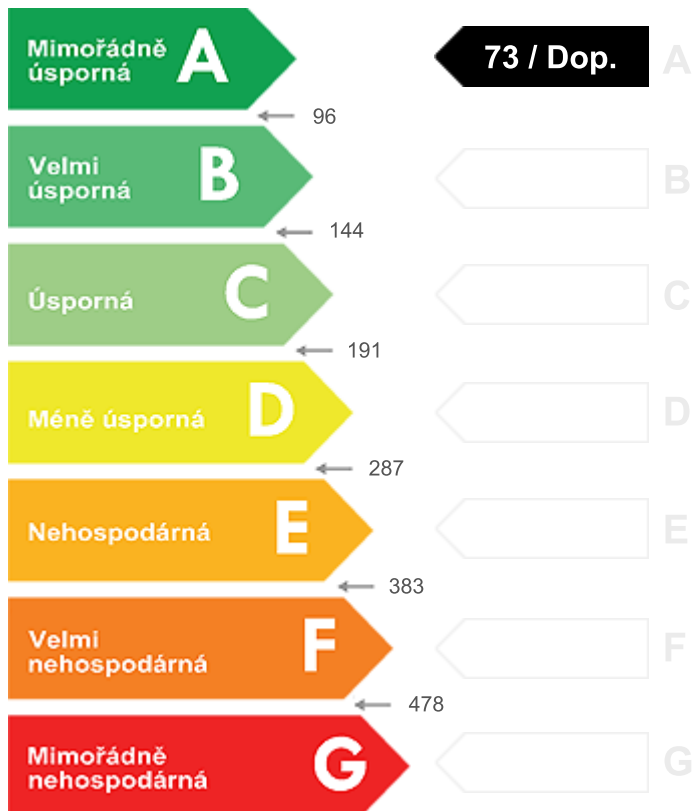 Mimořádně
úsporná
A
73 / Dop.
A
96
Velmi
úsporná
B
B
144
Úsporná
C
C
191
Méně úsporná
D
D
287
Nehospodárná
E
E
383
Velmi
nehospodárná
F
F
478
Mimořádně
nehospodárná
G
G